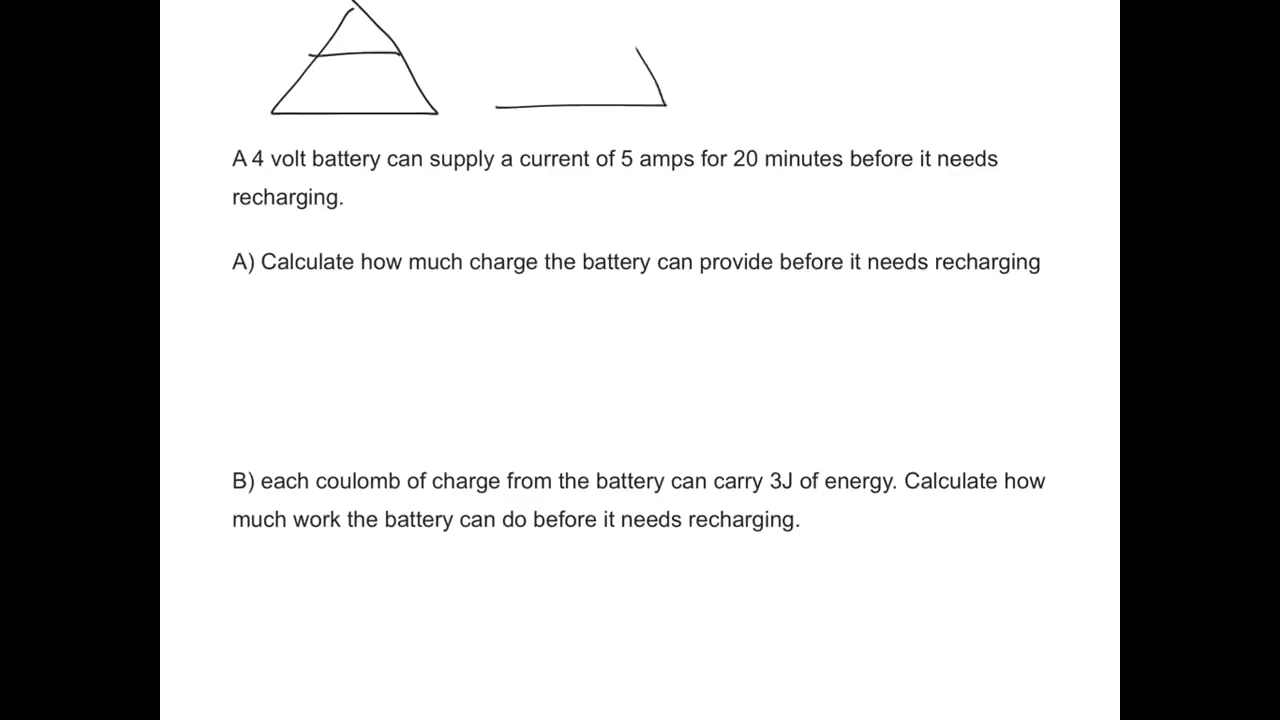 A 4 volt battery can supply a current of 5 amps for 20 minutes before it needs
recharging.
A) Calculate how much charge the battery can provide before it needs recharging
B) each coulomb of charge from the battery can carry 3J of energy. Calculate how
much work the battery can do before it needs recharging.